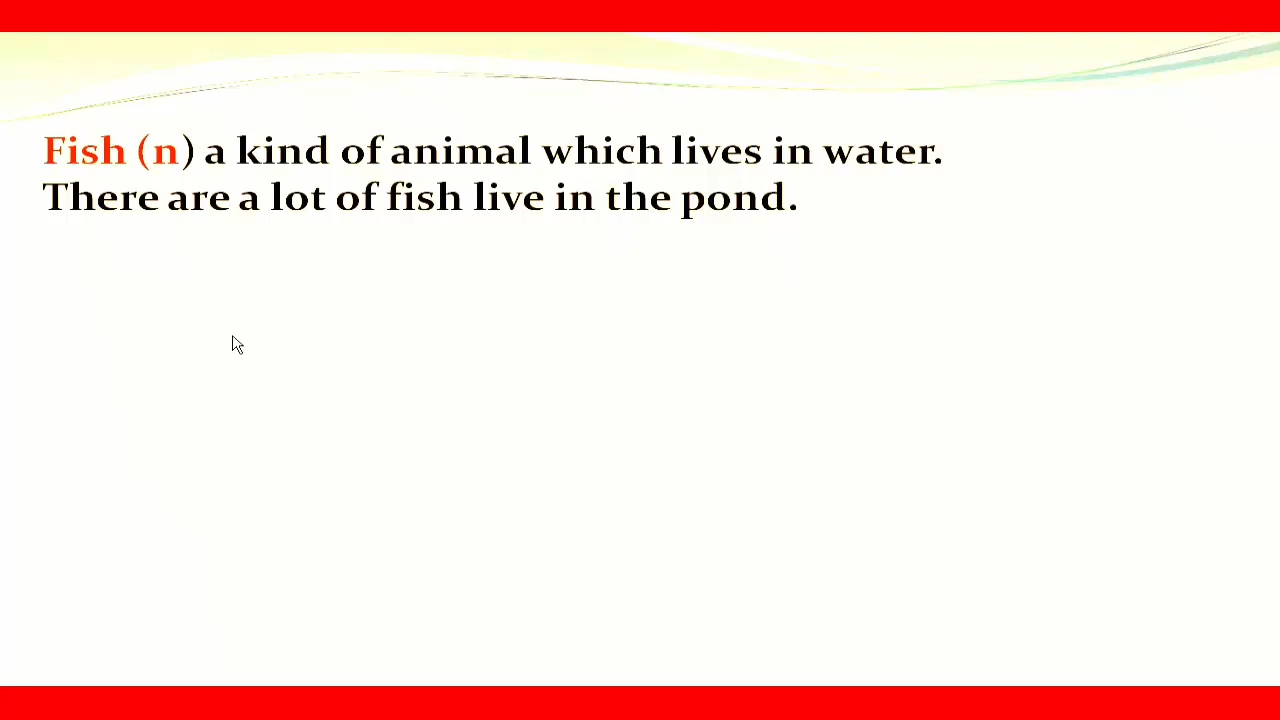 Fish (n) a kind of animal which lives in water.
There are a lot of fish live in the pond.